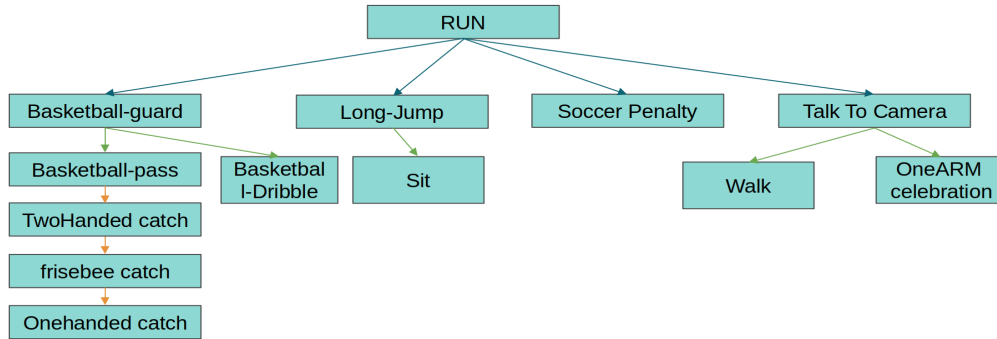 RUN
Basketball-guard
Long-Jump
Soccer Penalty
Talk To Camera
Basketball-pass
Basketbal
l-Dribble
Sit
Walk
OneARM
celebration
TwoHanded catch
frisebee catch
Onehanded catch